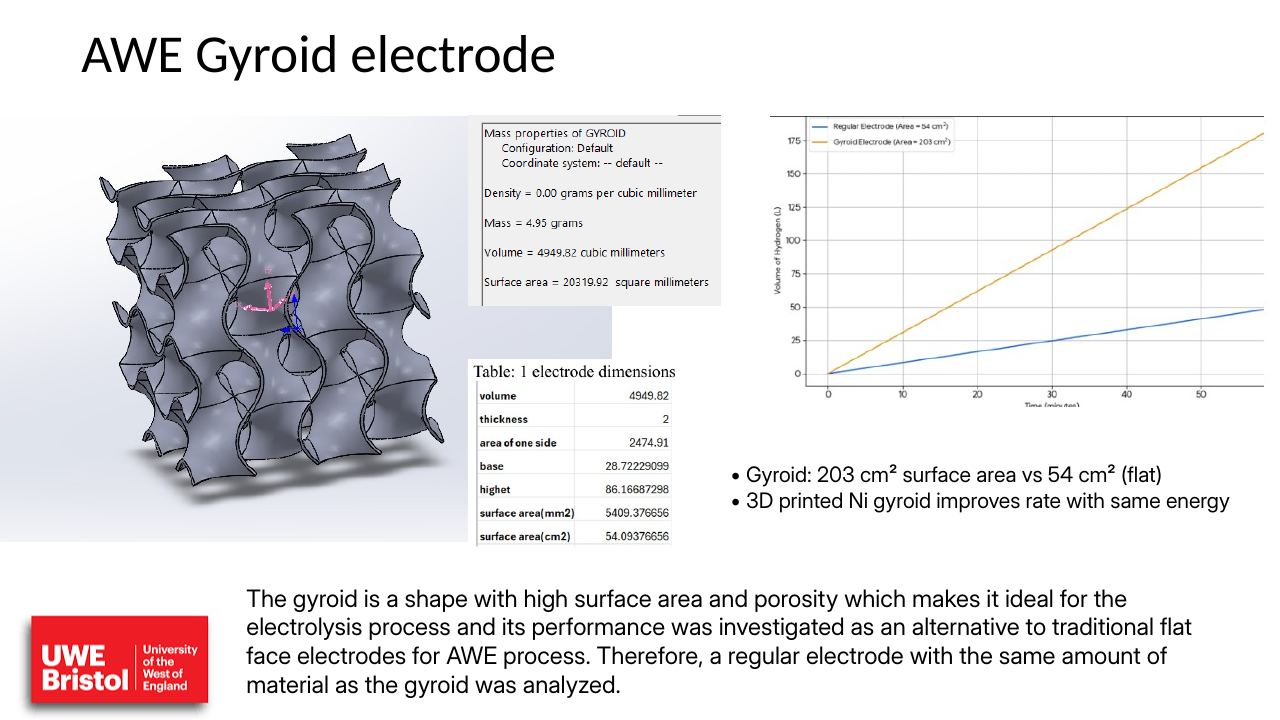 AWE Gyroid electrode
Mass properties of GYROID
Configuration: Default
Coordinate system: -- default --
Density = 0.00 grams per cubic millimeter
Mass = 4.95 grams
Volume = 4949.82 cubic millimeters
Surface area = 20319.92 square millimeters
Regular Electrode (Area = 54 cm²)
Gyroid Electrode (Area = 203 cm²)
Volume of Hydrogen (L)
175
150
125
100
75
50
25
0
0 10 20 30 40 50
Time (minutes)
Table: 1 electrode dimensions
volume 4949.82
thickness 2
area of one side 2474.91
base 28.72229099
highet 86.16687298
surface area(mm2) 5409.376656
surface area(cm2) 54.09376656
• Gyroid: 203 cm² surface area vs 54 cm² (flat)
• 3D printed Ni gyroid improves rate with same energy
The gyroid is a shape with high surface area and porosity which makes it ideal for the
electrolysis process and its performance was investigated as an alternative to traditional flat
face electrodes for AWE process. Therefore, a regular electrode with the same amount of
material as the gyroid was analyzed.
UWE
Bristol
University
of the
West of
England